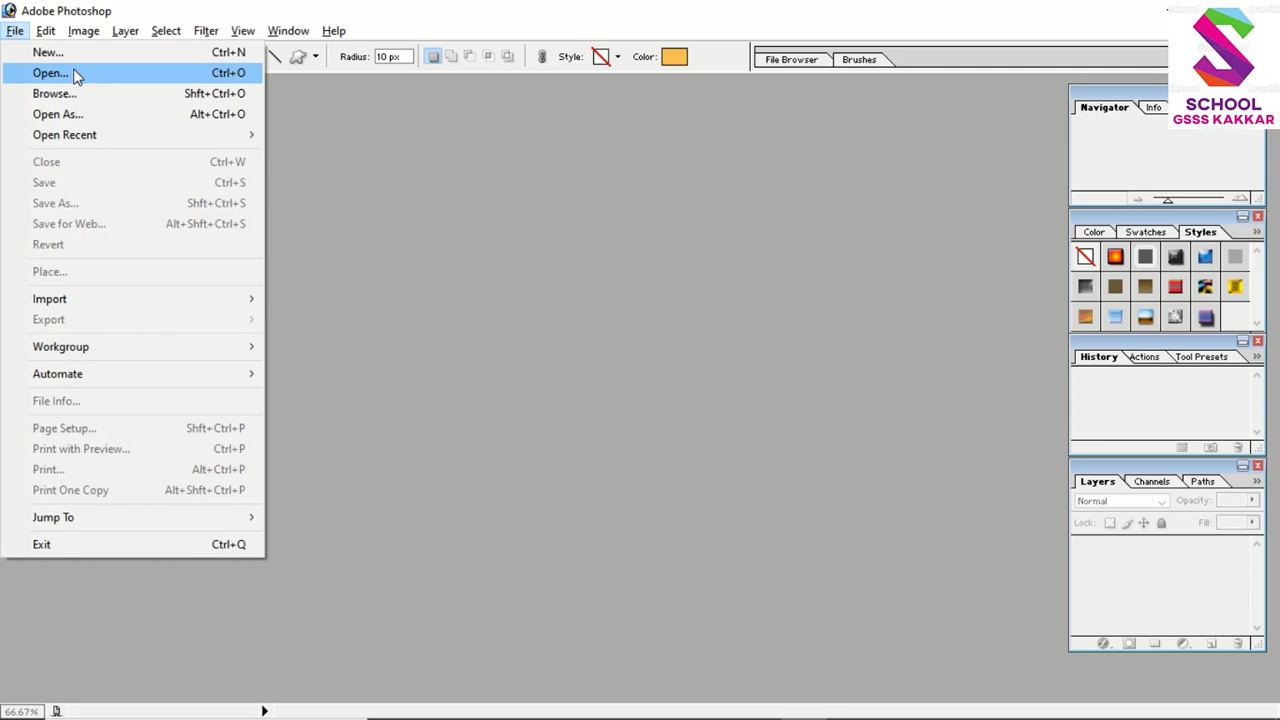 Adobe Photoshop
File Edit Image Layer Select Filter View Window Help
New... Ctrl+N
Open... Ctrl+O
Browse... Shft+Ctrl+O
Open As... Alt+Ctrl+O
Open Recent
Close Ctrl+W
Save Ctrl+S
Save As... Shft+Ctrl+S
Save for Web... Alt+Shft+Ctrl+S
Revert
Place...
Import
Export
Workgroup
Automate
File Info...
Page Setup... Shft+Ctrl+P
Print with Preview... Ctrl+P
Print... Alt+Ctrl+P
Print One Copy Alt+Shft+Ctrl+P
Jump To
Exit Ctrl+Q
Radius: 10 px Style: Color: File Browser Brushes
SCHOOL
GSSS KAKKAR
Navigator Info
Color Swatches Styles
History Actions Tool Presets
Layers Channels Paths
Normal Opacity:
Lock: Fill:
66.67%